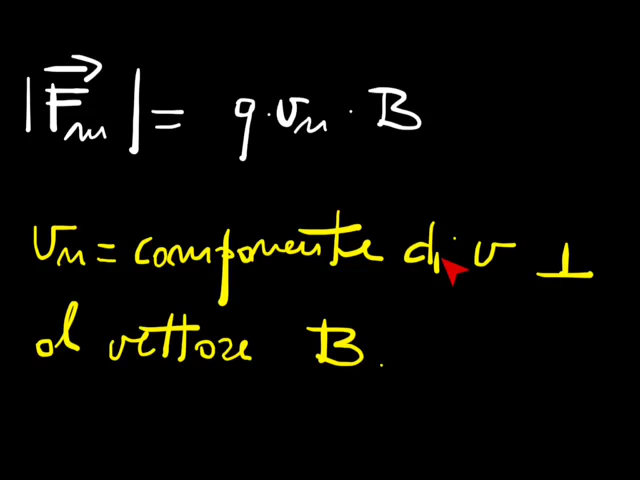 |F⃗m| = q · vn · B
vn = componente di v ⊥
al vettore B.